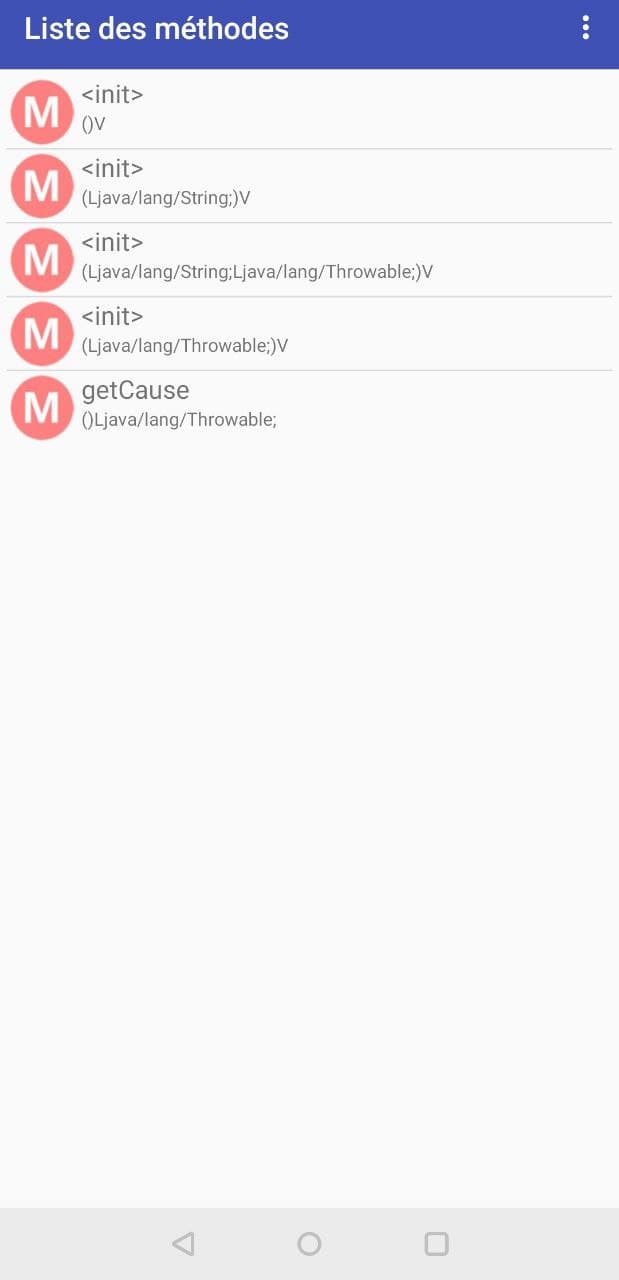 Liste des méthodes
M
<init>
()V
M
<init>
(Ljava/lang/String;)V
M
<init>
(Ljava/lang/String;Ljava/lang/Throwable;)V
M
<init>
(Ljava/lang/Throwable;)V
M
getCause
()Ljava/lang/Throwable;